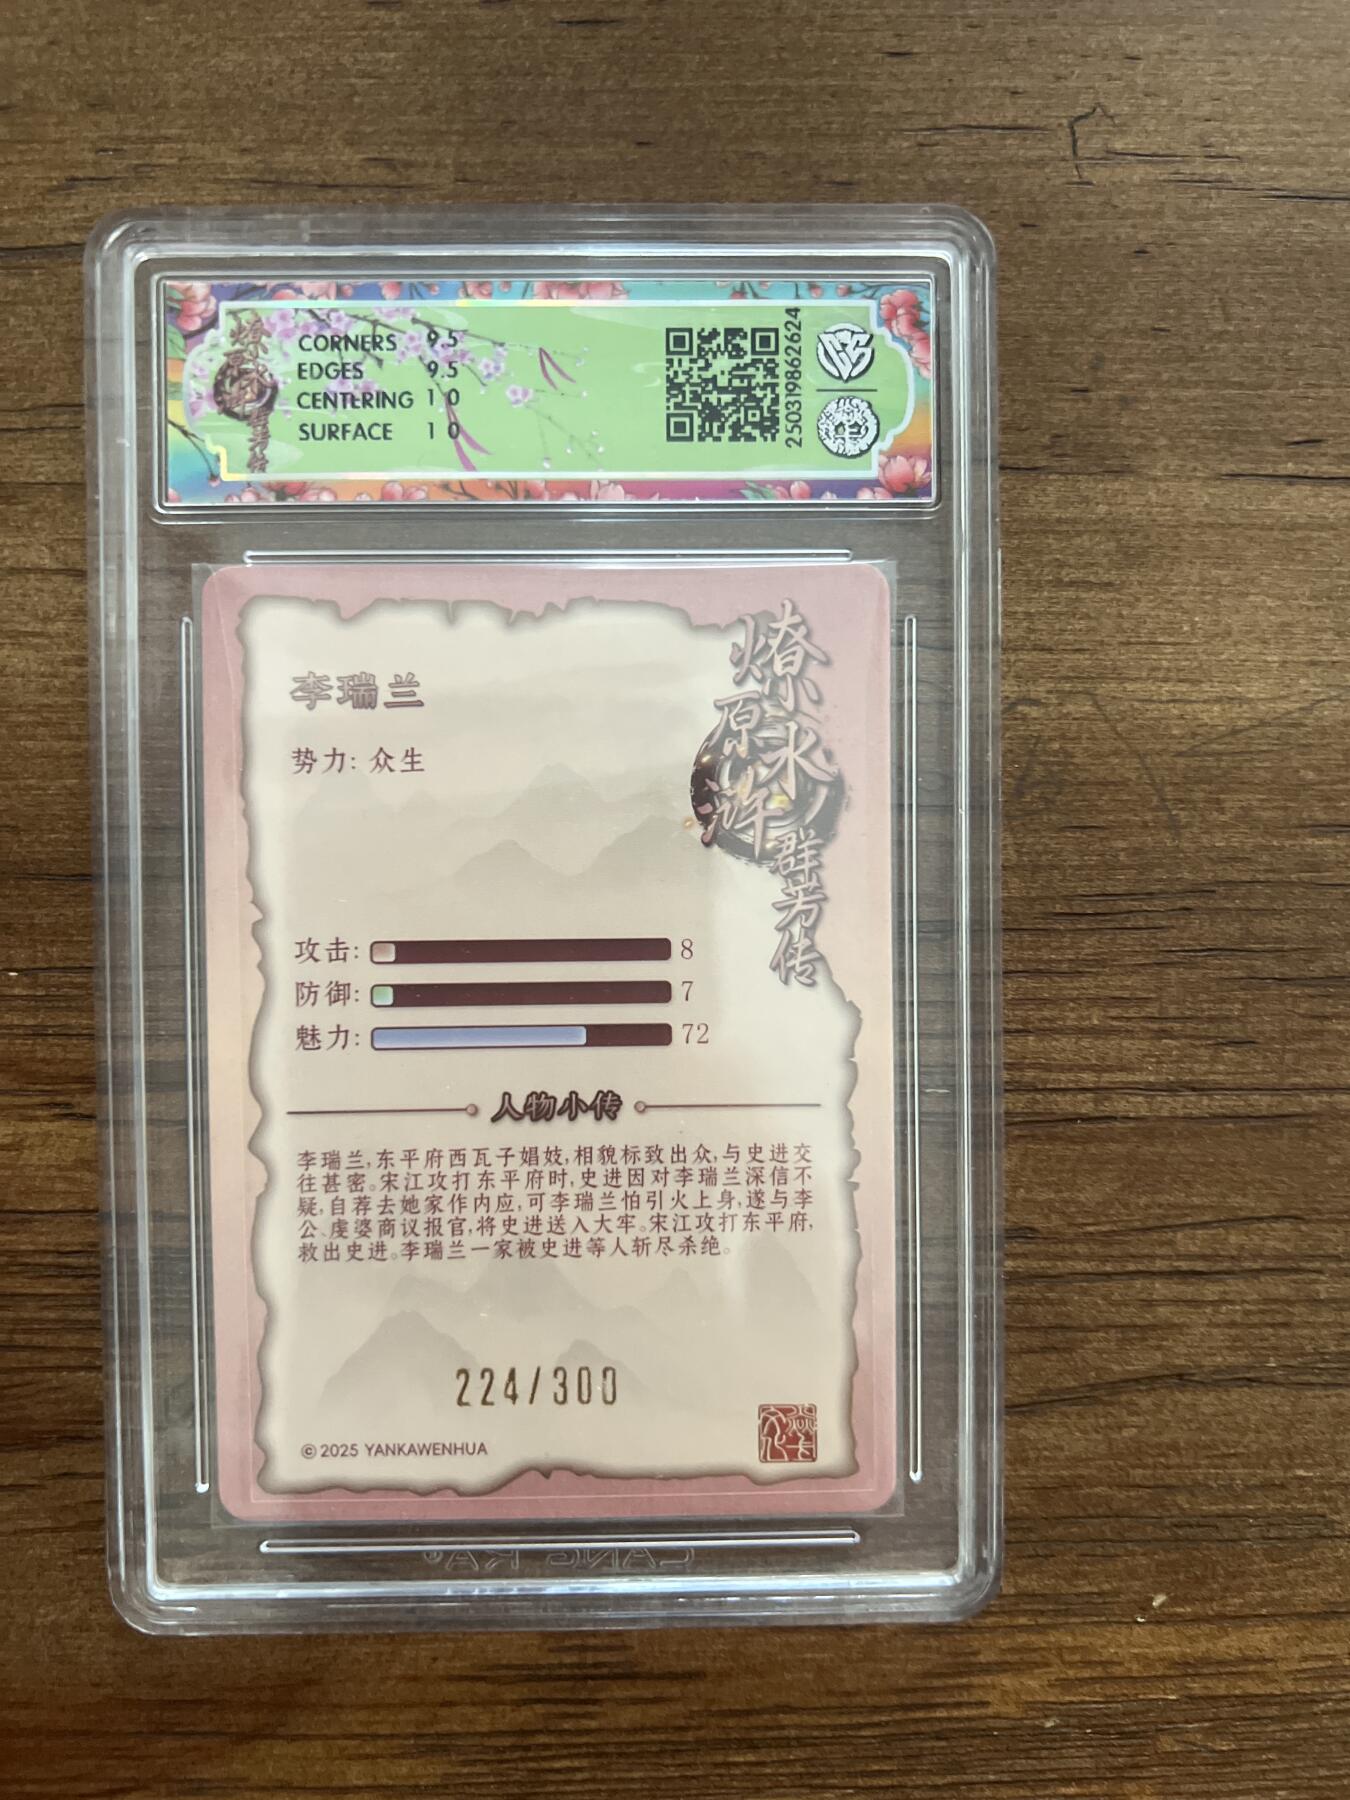 燎原水浒群芳传
CORNERS 9.5
EDGES 9.5
CENTERING 10
SURFACE 10
2503198626​24
燎原水浒群芳传
李瑞兰
势力: 众生
攻击: 8
防御: 7
魅力: 72
人物小传
李瑞兰,东平府西瓦子娼妓,相貌标致出众,与史进交
往甚密。宋江攻打东平府时,史进因对李瑞兰深信不
疑,自荐去她家作内应,可李瑞兰怕引火上身,遂与李
公、虔婆商议报官,将史进送入大牢。宋江攻打东平府,
救出史进。李瑞兰一家被史进等人斩尽杀绝。
224/300
© 2025 YANKAWENHUA
CANG KA®